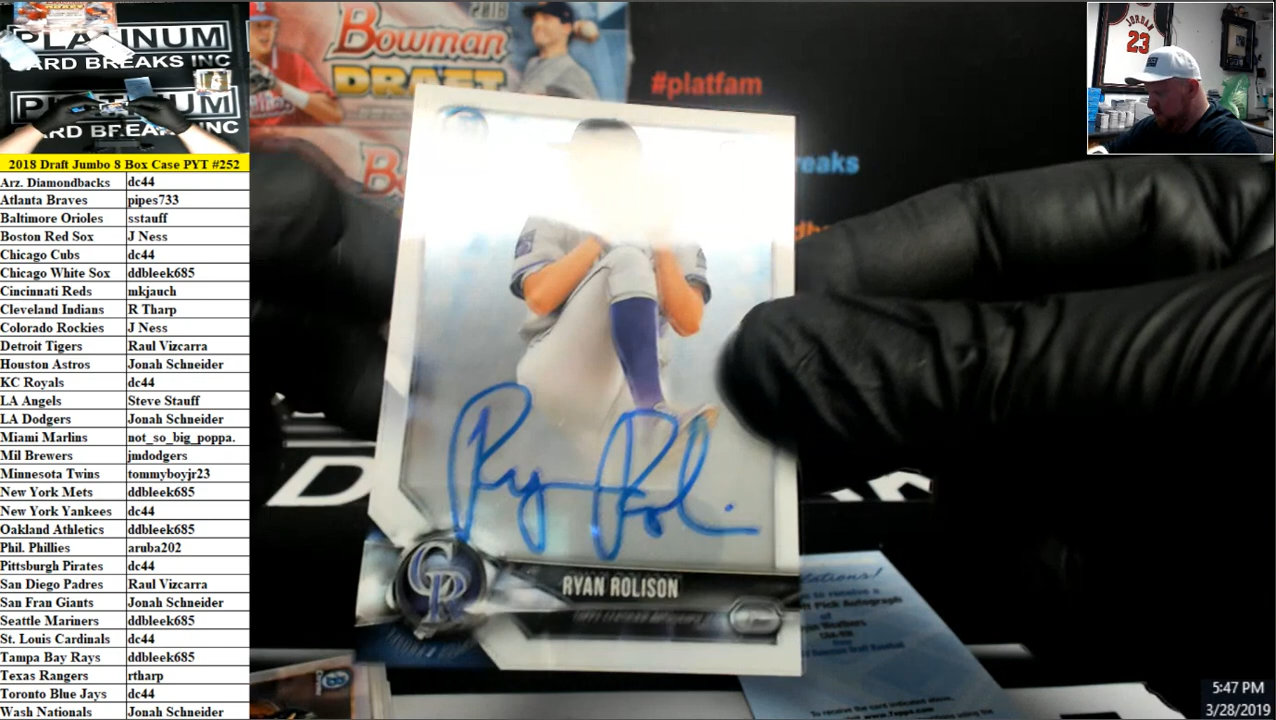 PLATINUM
CARD BREAKS INC
2018 Draft Jumbo 8 Box Case PYT #252
Arz. Diamondbacks dc44
Atlanta Braves pipes733
Baltimore Orioles sstauff
Boston Red Sox J Ness
Chicago Cubs dc44
Chicago White Sox ddbleek685
Cincinnati Reds mkjauch
Cleveland Indians R Tharp
Colorado Rockies J Ness
Detroit Tigers Raul Vizcarra
Houston Astros Jonah Schneider
KC Royals dc44
LA Angels Steve Stauff
LA Dodgers Jonah Schneider
Miami Marlins not_so_big_poppa.
Mil Brewers jmdodgers
Minnesota Twins tommyboyjr23
New York Mets ddbleek685
New York Yankees dc44
Oakland Athletics ddbleek685
Phil. Phillies aruba202
Pittsburgh Pirates dc44
San Diego Padres Raul Vizcarra
San Fran Giants Jonah Schneider
Seattle Mariners ddbleek685
St. Louis Cardinals dc44
Tampa Bay Rays ddbleek685
Texas Rangers rtharp
Toronto Blue Jays dc44
Wash Nationals Jonah Schneider
2018
Bowman
DRAFT
#platfam
RYAN ROLISON
CR
JORDAN
23
5:47 PM
3/28/2019